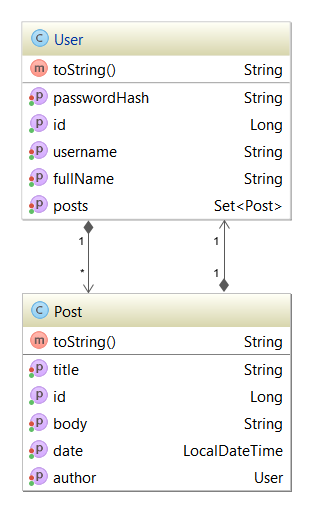 C User
m toString() String
p passwordHash String
p id Long
p username String
p fullName String
p posts Set<Post>
1 1
* 1
C Post
m toString() String
p title String
p id Long
p body String
p date LocalDateTime
p author User